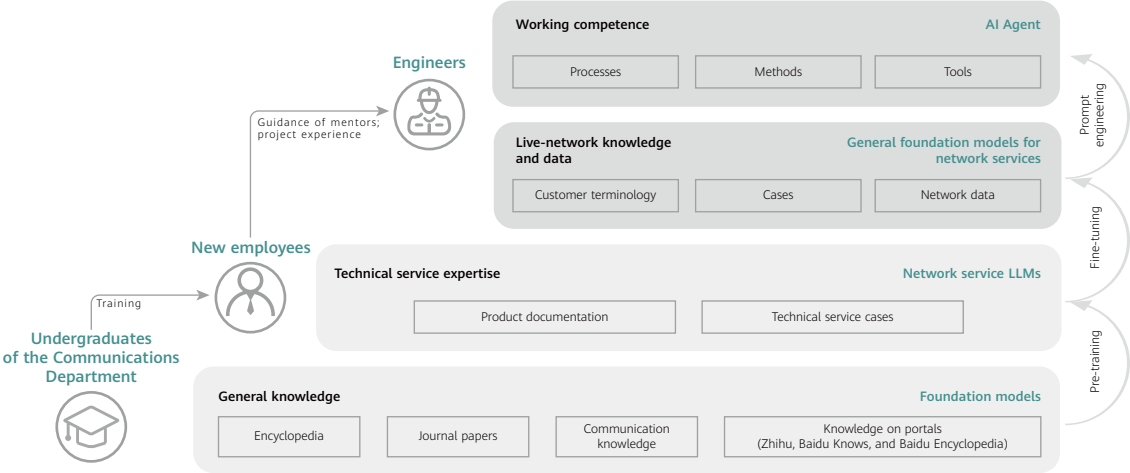 Working competence
AI Agent
Processes
Methods
Tools
Engineers
Guidance of mentors;
project experience
Prompt
engineering
Live-network knowledge
and data
General foundation models for
network services
Customer terminology
Cases
Network data
Fine-tuning
New employees
Training
Technical service expertise
Network service LLMs
Product documentation
Technical service cases
Pre-training
Undergraduates
of the Communications
Department
General knowledge
Foundation models
Encyclopedia
Journal papers
Communication
knowledge
Knowledge on portals
(Zhihu, Baidu Knows, and Baidu Encyclopedia)